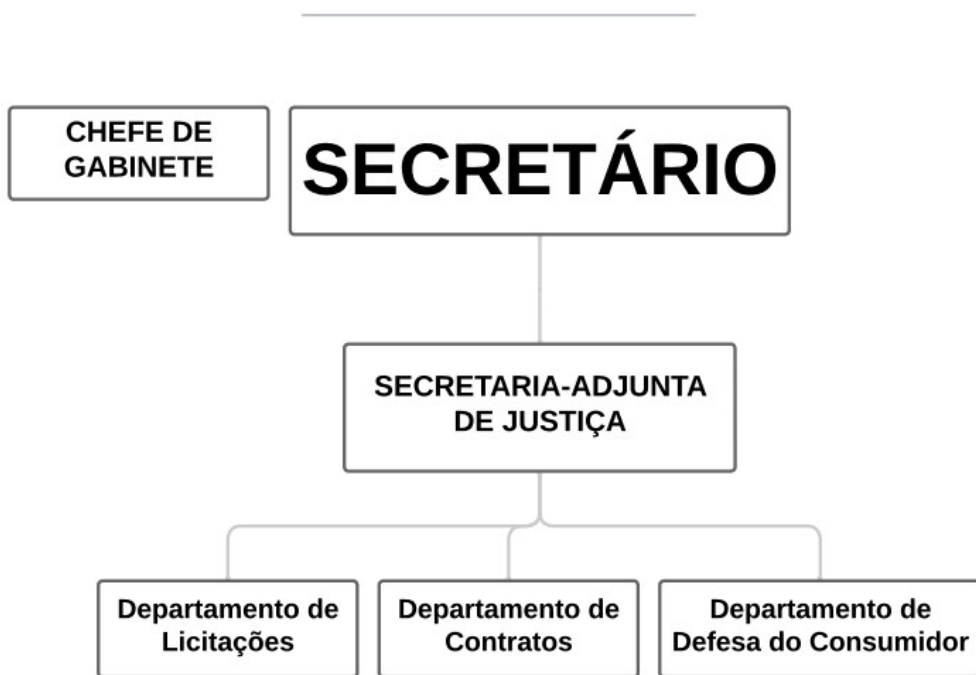 CHEFE DE
GABINETE
SECRETÁRIO
SECRETARIA-ADJUNTA
DE JUSTIÇA
Departamento de
Licitações
Departamento de
Contratos
Departamento de
Defesa do Consumidor